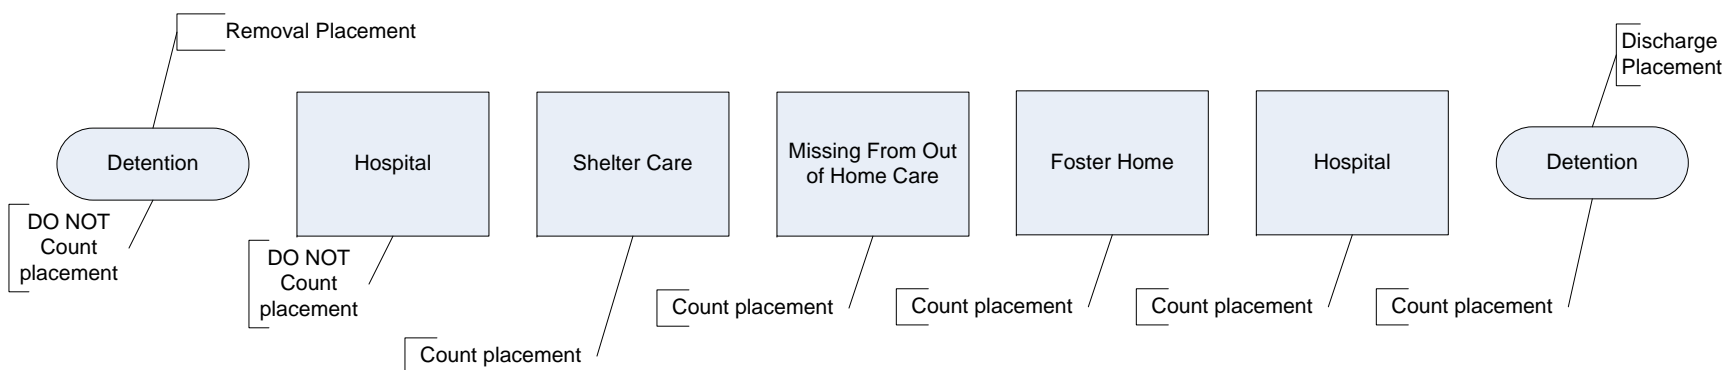 Removal Placement
Discharge
Placement
Detention
Hospital
Shelter Care
Missing From Out
of Home Care
Foster Home
Hospital
Detention
DO NOT
Count
placement
DO NOT
Count
placement
Count placement
Count placement
Count placement
Count placement
Count placement